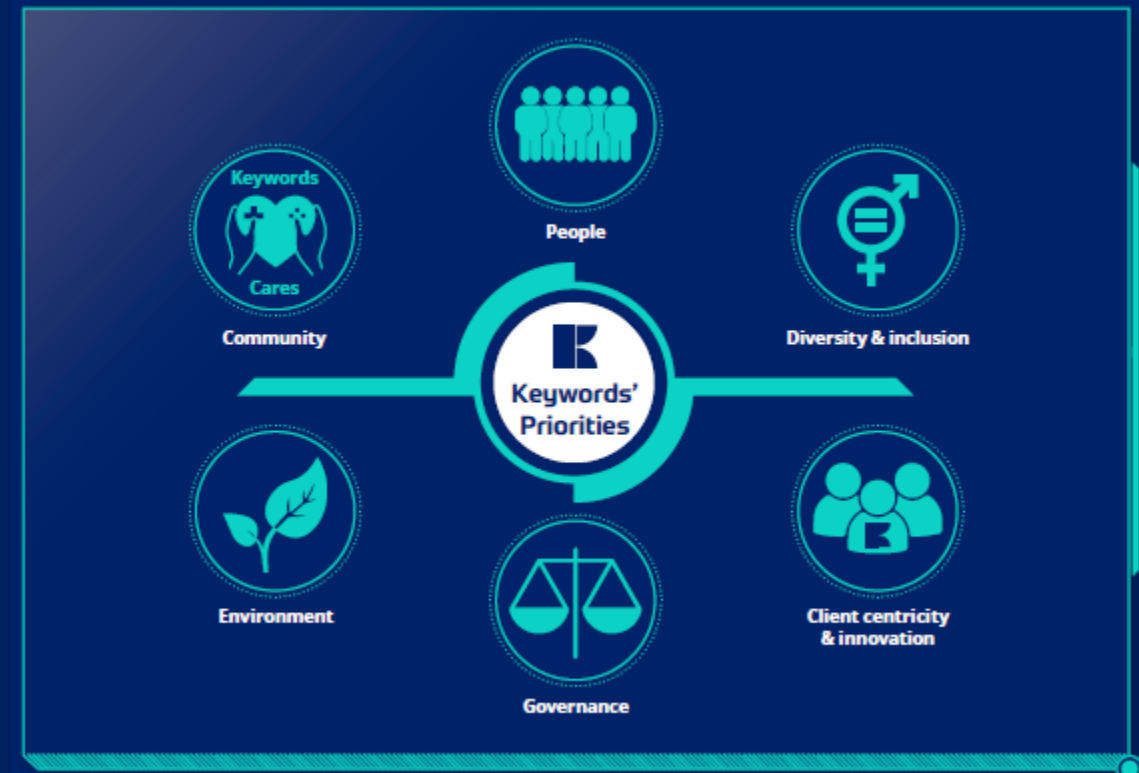 People
Keywords
Cares
Community
Diversity & inclusion
Keywords’
Priorities
Environment
Client centricity
& innovation
Governance